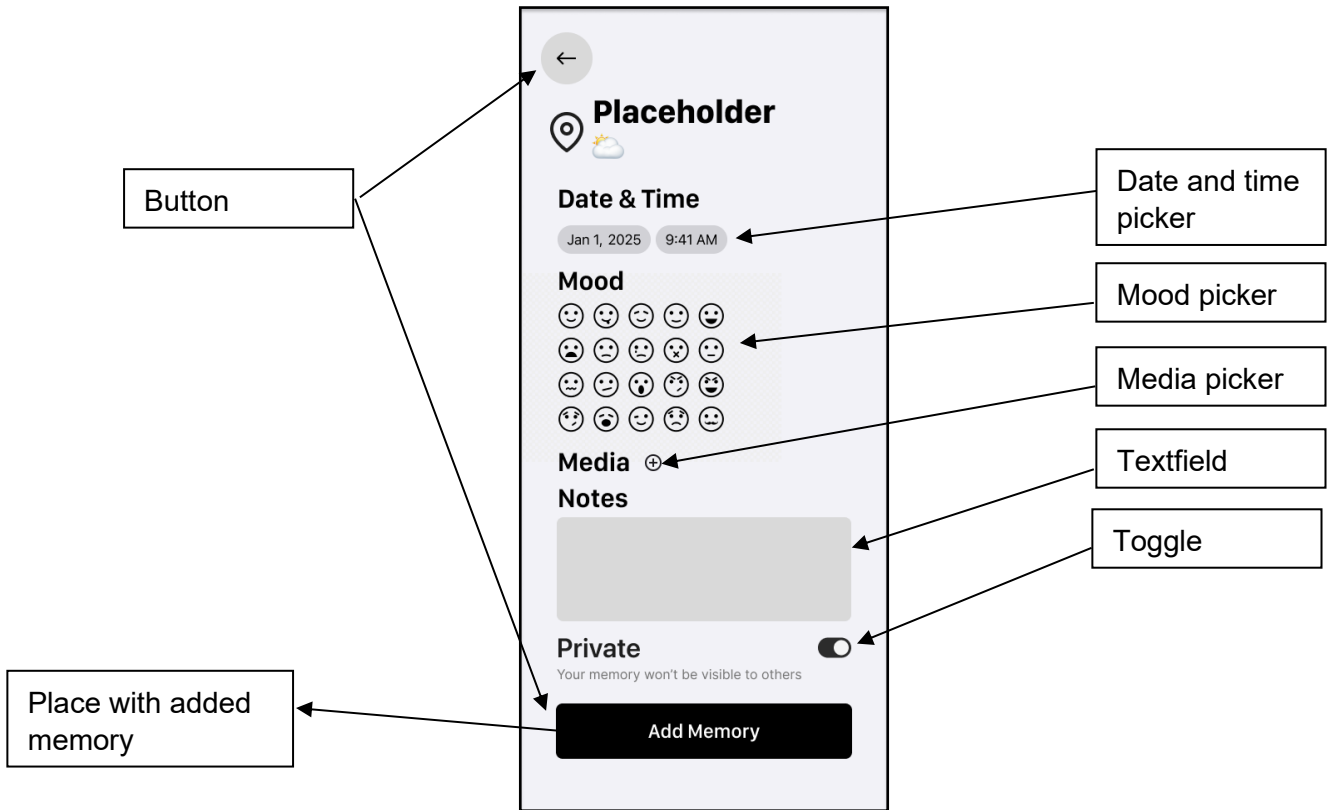 Placeholder
Date & Time
Jan 1, 2025 9:41 AM
Mood
Media
Notes
Private
Your memory won't be visible to others
Add Memory
Button
Place with added
memory
Date and time
picker
Mood picker
Media picker
Textfield
Toggle